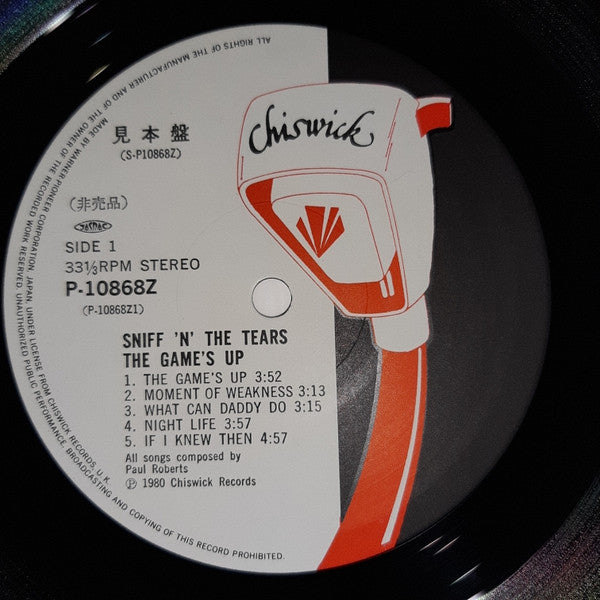 ALL RIGHTS OF THE MANUFACTURER AND OF THE OWNER OF THE RECORDED WORK RESERVED. UNAUTHORIZED PUBLIC PERFORMANCE, BROADCASTING AND COPYING OF THIS RECORD PROHIBITED.
MADE BY WARNER-PIONEER CORPORATION, JAPAN, UNDER LICENSE FROM CHISWICK RECORDS, U.K.
Chiswick
見本盤
(S-P10868Z)
(非売品)
SIDE 1
33⅓RPM STEREO
P-10868Z
(P-10868Z1)
SNIFF 'N' THE TEARS
THE GAME'S UP
1. THE GAME'S UP 3:52
2. MOMENT OF WEAKNESS 3:13
3. WHAT CAN DADDY DO 3:15
4. NIGHT LIFE 3:57
5. IF I KNEW THEN 4:57
All songs composed by
Paul Roberts
Ⓟ 1980 Chiswick Records